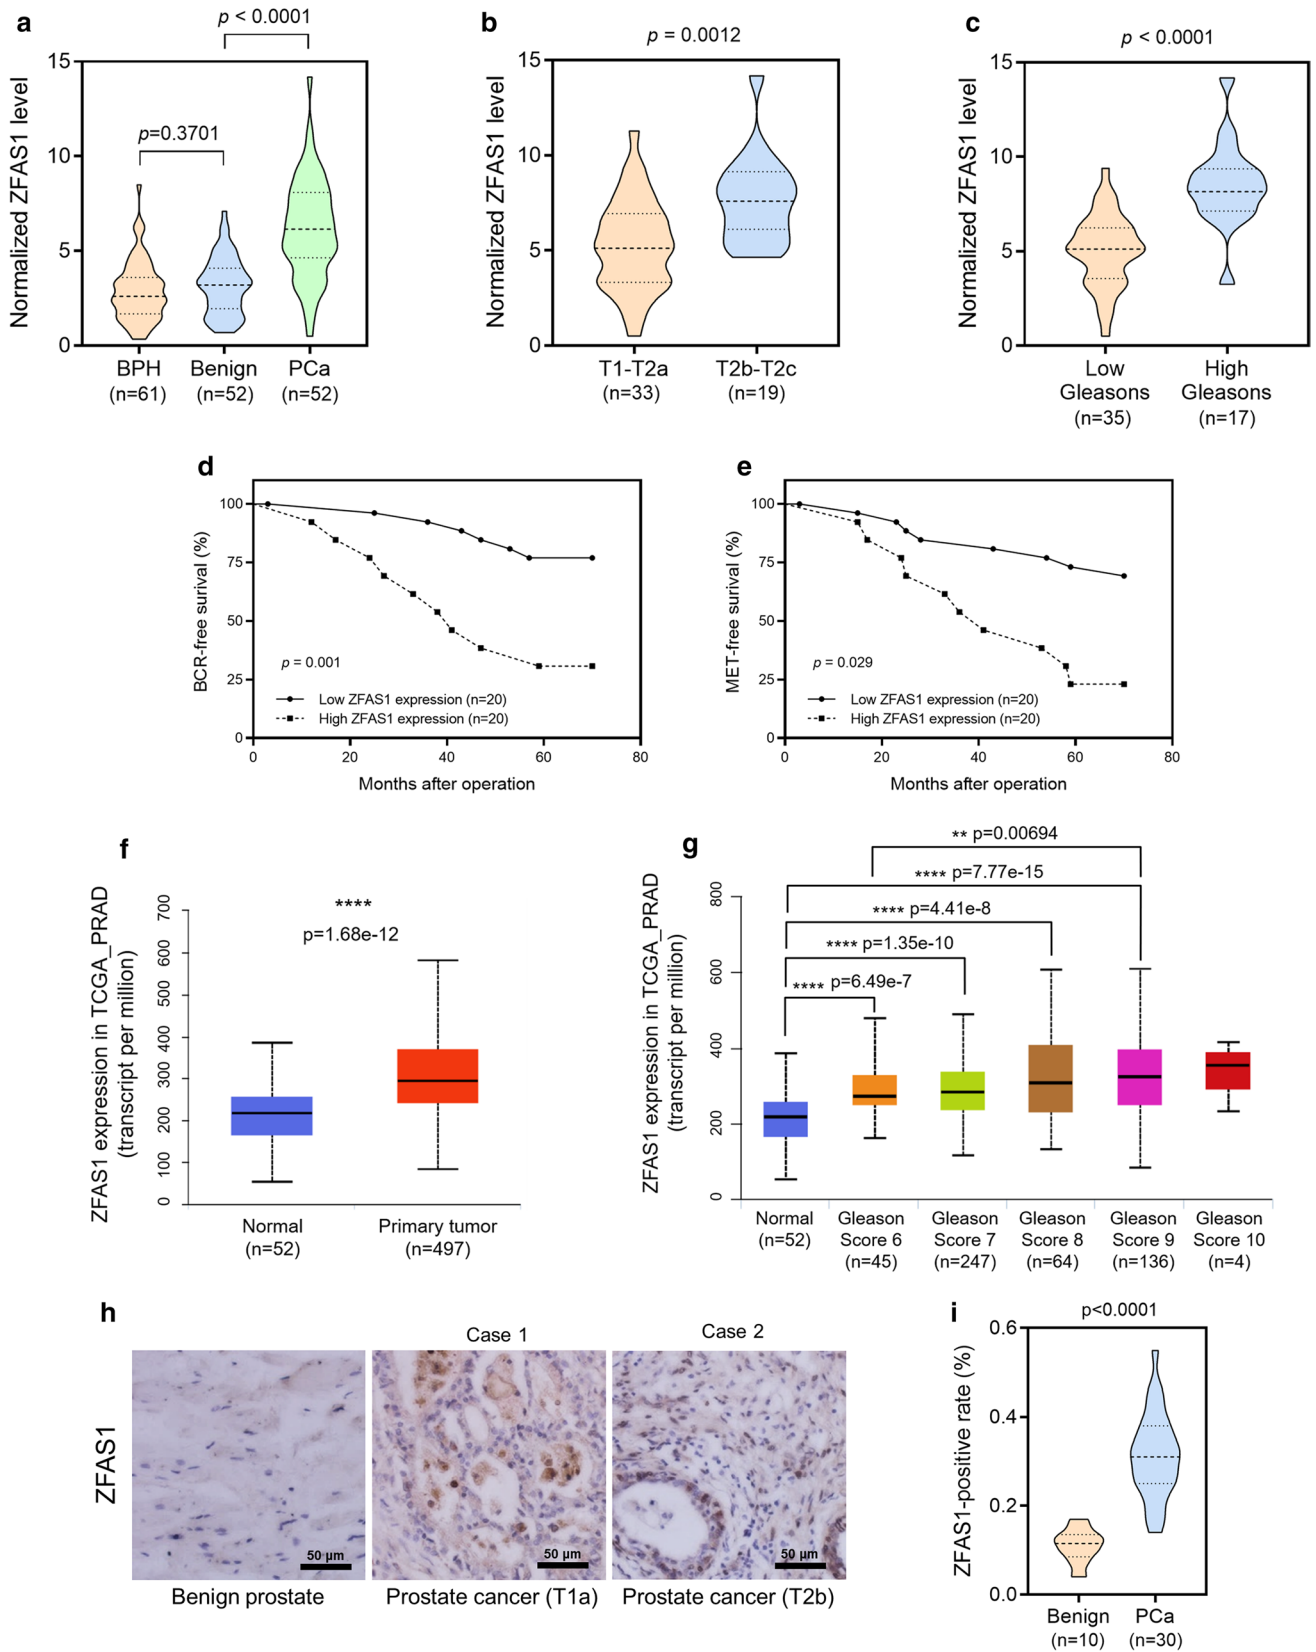 a
p < 0.0001
p=0.3701
Normalized ZFAS1 level
15
10
5
0
BPH
(n=61)
Benign
(n=52)
PCa
(n=52)
b
p = 0.0012
Normalized ZFAS1 level
15
10
5
0
T1-T2a
(n=33)
T2b-T2c
(n=19)
c
p < 0.0001
Normalized ZFAS1 level
15
10
5
0
Low
Gleasons
(n=35)
High
Gleasons
(n=17)
d
BCR-free surival (%)
100
75
50
25
0
p = 0.001
Low ZFAS1 expression (n=20)
High ZFAS1 expression (n=20)
0 20 40 60 80
Months after operation
e
MET-free surival (%)
100
75
50
25
0
p = 0.029
Low ZFAS1 expression (n=20)
High ZFAS1 expression (n=20)
0 20 40 60 80
Months after operation
f
ZFAS1 expression in TCGA_PRAD
(transcript per million)
700
600
500
400
300
200
100
0
****
p=1.68e-12
Normal
(n=52)
Primary tumor
(n=497)
g
ZFAS1 expression in TCGA_PRAD
(transcript per million)
800
600
400
200
0
** p=0.00694
**** p=7.77e-15
**** p=4.41e-8
**** p=1.35e-10
**** p=6.49e-7
Normal
(n=52)
Gleason
Score 6
(n=45)
Gleason
Score 7
(n=247)
Gleason
Score 8
(n=64)
Gleason
Score 9
(n=136)
Gleason
Score 10
(n=4)
h
ZFAS1
Case 1
Case 2
50 µm
50 µm
50 µm
Benign prostate
Prostate cancer (T1a)
Prostate cancer (T2b)
i
p<0.0001
ZFAS1-positive rate (%)
0.6
0.4
0.2
0.0
Benign
(n=10)
PCa
(n=30)